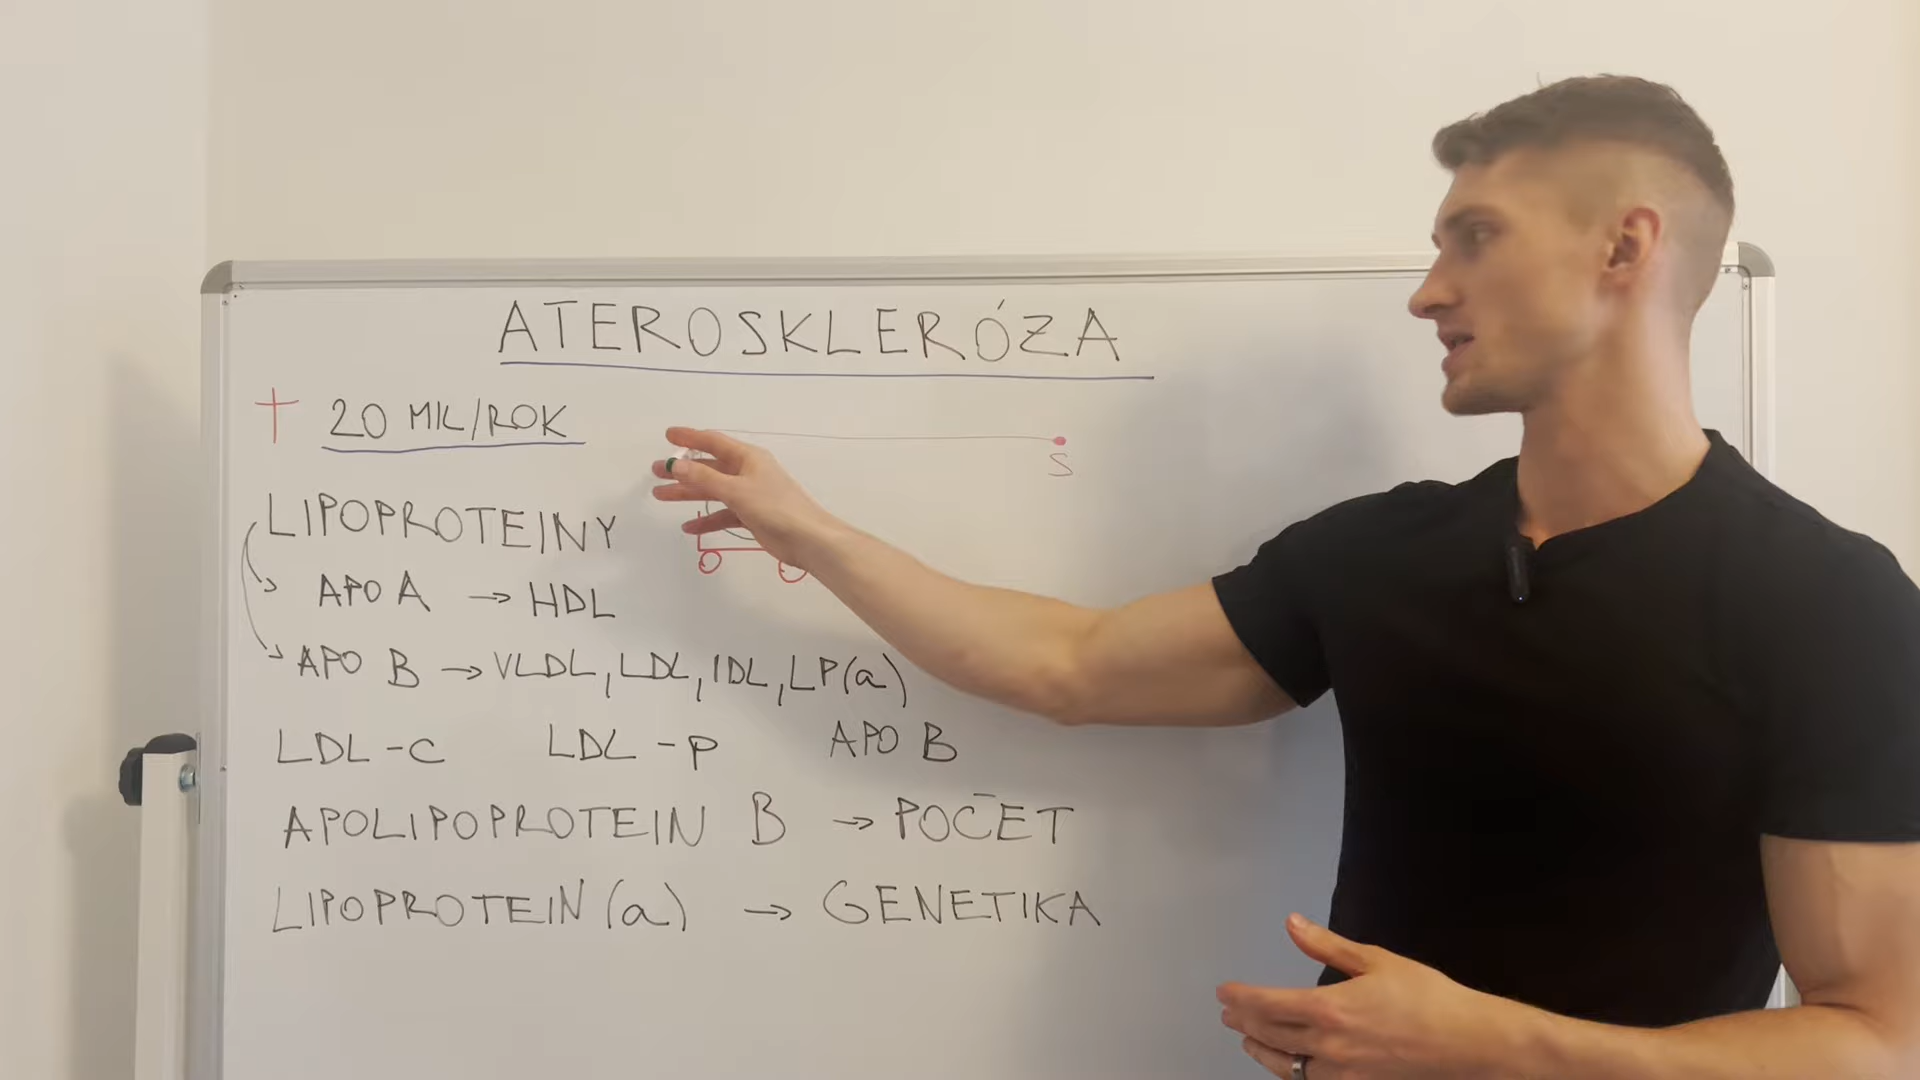 ATEROSKLERÓZA
† 20 MIL/ROK
S
LIPOPROTEINY
APO A → HDL
APO B → VLDL, LDL, IDL, LP(a)
LDL-C LDL-P APO B
APOLIPOPROTEIN B → POČET
LIPOPROTEIN(a) → GENETIKA